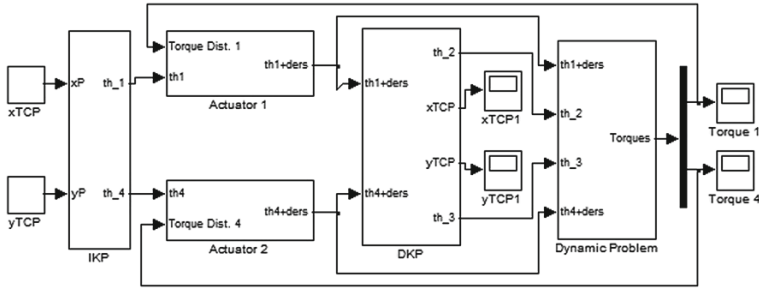 xTCP
yTCP
xP
th_1
yP
th_4
IKP
Torque Dist. 1
th1
th1+ders
Actuator 1
th4
Torque Dist. 4
th4+ders
Actuator 2
th1+ders
th4+ders
th_2
xTCP
yTCP
th_3
DKP
xTCP1
yTCP1
th1+ders
th_2
th_3
th4+ders
Torques
Dynamic Problem
Torque 1
Torque 4